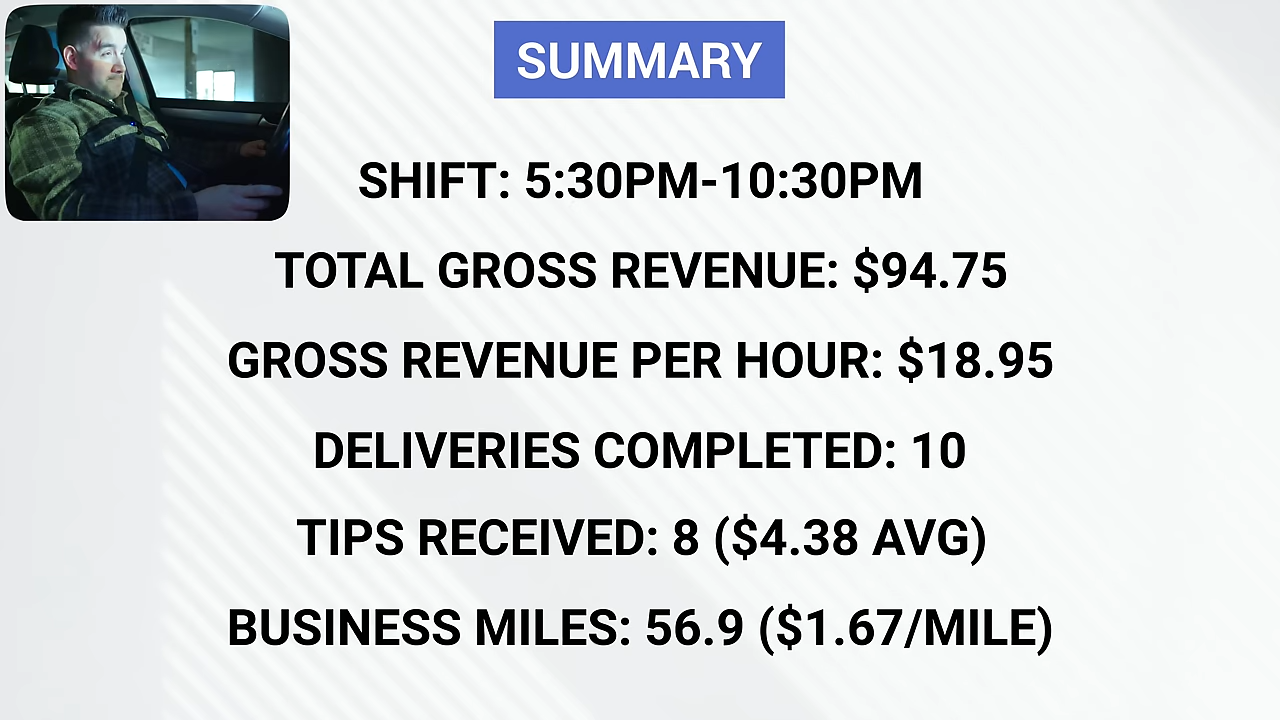 SUMMARY
SHIFT: 5:30PM-10:30PM
TOTAL GROSS REVENUE: $94.75
GROSS REVENUE PER HOUR: $18.95
DELIVERIES COMPLETED: 10
TIPS RECEIVED: 8 ($4.38 AVG)
BUSINESS MILES: 56.9 ($1.67/MILE)